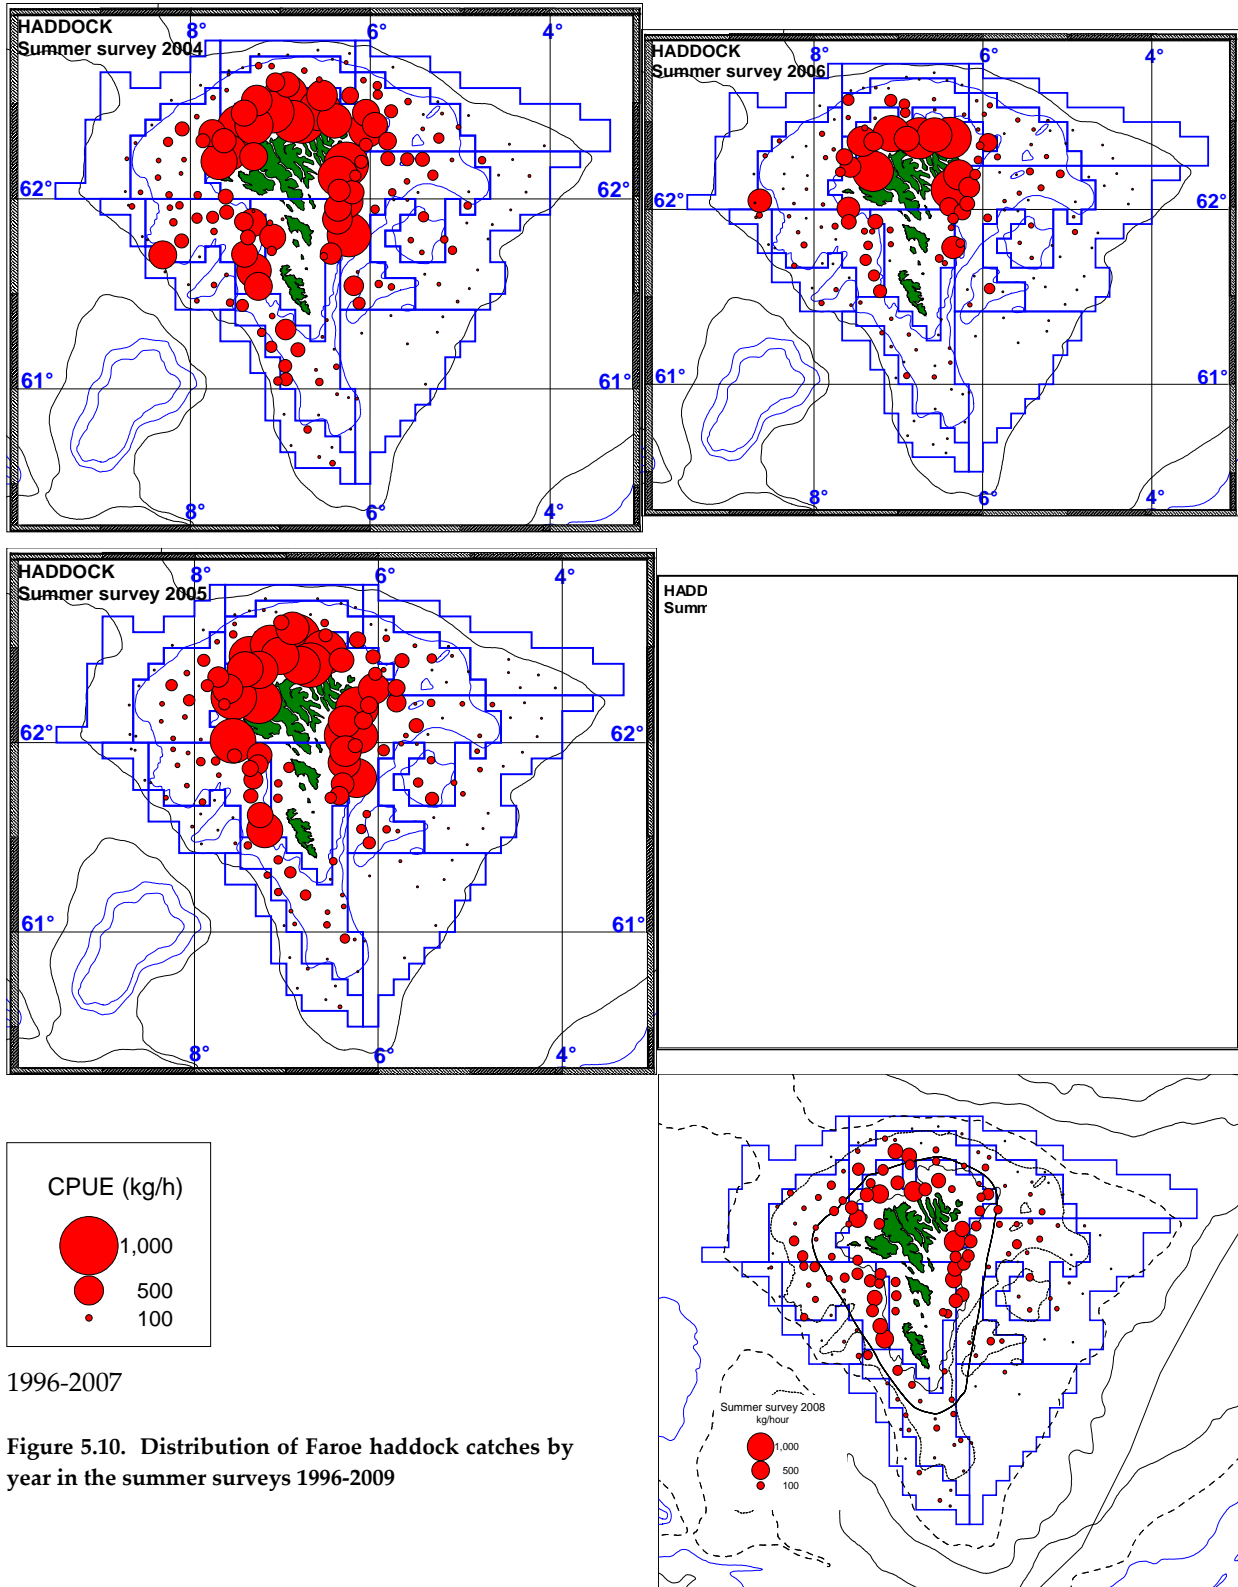 HADDOCK
Summer survey 2004
8°
6°
4°
62°
62°
61°
61°
8°
6°
4°
HADDOCK
Summer survey 2006
8°
6°
4°
62°
62°
61°
61°
8°
6°
4°
HADDOCK
Summer survey 2005
8°
6°
4°
62°
62°
61°
61°
8°
6°
4°
HADD
Summ
CPUE (kg/h)
1,000
500
100
1996-2007
Figure 5.10. Distribution of Faroe haddock catches by
year in the summer surveys 1996-2009
Summer survey 2008
kg/hour
1,000
500
100